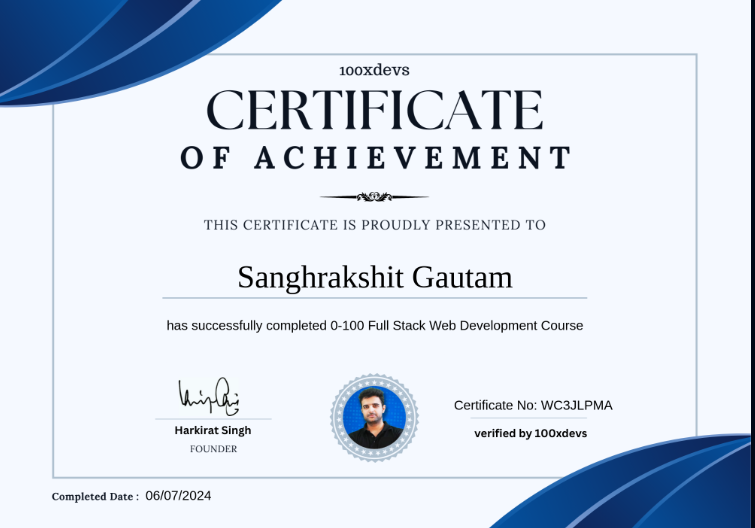 100xdevs
CERTIFICATE
OF ACHIEVEMENT
THIS CERTIFICATE IS PROUDLY PRESENTED TO
Sanghrakshit Gautam
has successfully completed 0-100 Full Stack Web Development Course
Harkirat Singh
FOUNDER
Certificate No: WC3JLPMA
verified by 100xdevs
Completed Date : 06/07/2024